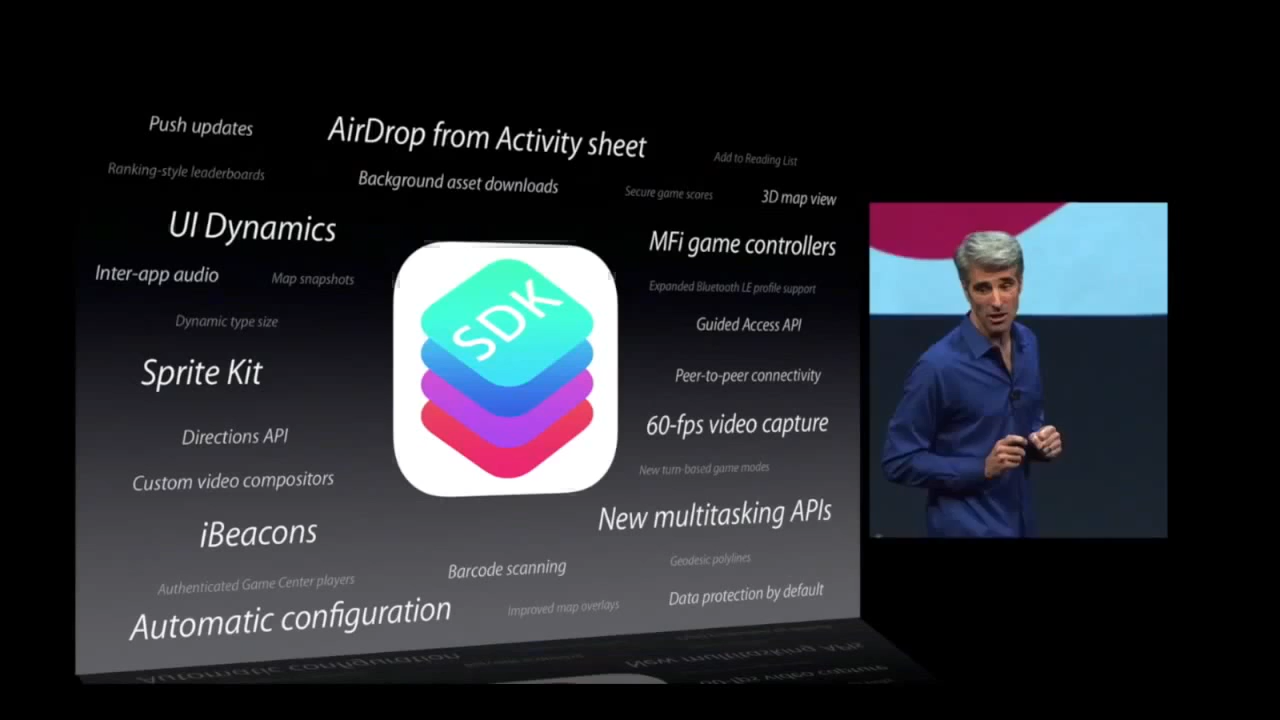 Push updates
AirDrop from Activity sheet
Add to Reading List
Ranking-style leaderboards
Background asset downloads
Secure game scores
3D map view
UI Dynamics
MFi game controllers
Inter-app audio
Map snapshots
Expanded Bluetooth LE profile support
Dynamic type size
Guided Access API
SDK
Sprite Kit
Peer-to-peer connectivity
Directions API
60-fps video capture
Custom video compositors
New turn-based game modes
iBeacons
New multitasking APIs
Authenticated Game Center players
Barcode scanning
Geodesic polylines
Automatic configuration
Improved map overlays
Data protection by default